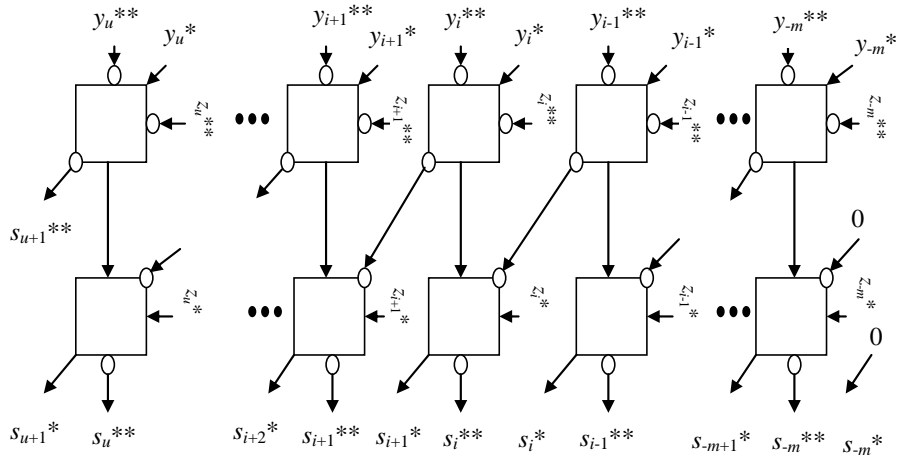 y_u** y_{i+1}** y_i** y_{i-1}** y_{-m}**
y_u* y_{i+1}* y_i* y_{i-1}* y_{-m}*
z_u** z_{i+1}** z_i** z_{i-1}** z_{-m}**
•••  •••
s_{u+1}** 0
z_u* z_{i+1}* z_i* z_{i-1}* z_{-m}*
•••  •••
0
s_{u+1}* s_u** s_{i+2}* s_{i+1}** s_{i+1}* s_i** s_i* s_{i-1}** s_{-m+1}* s_{-m}** s_{-m}*